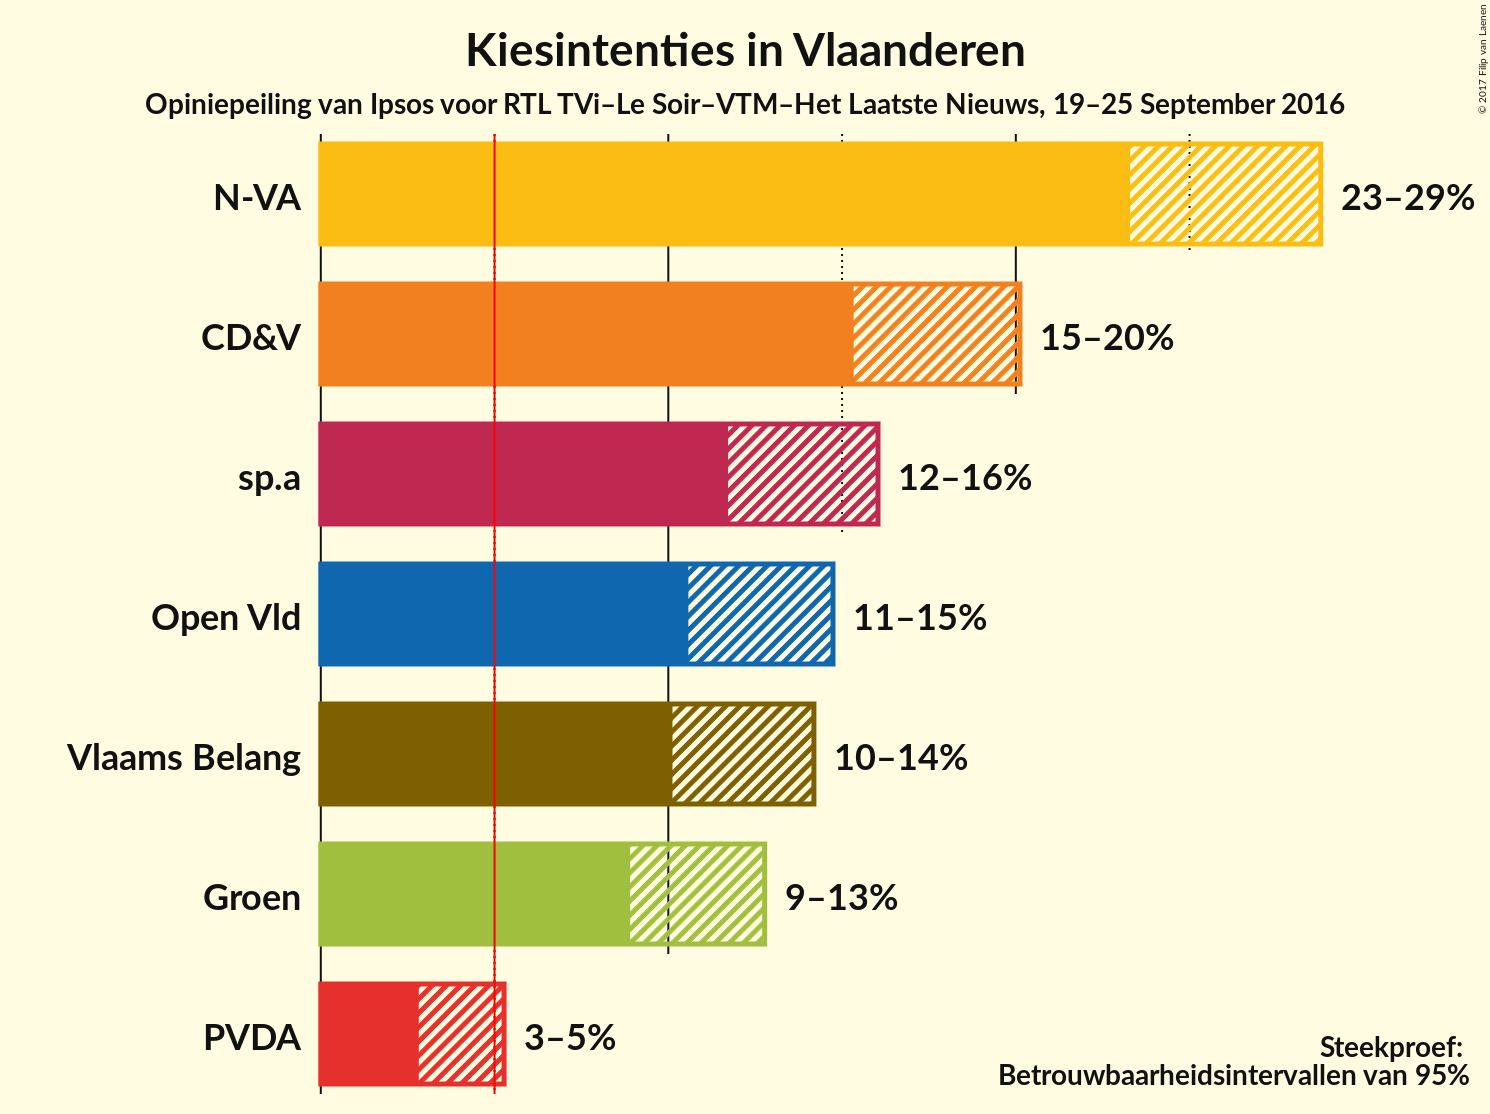 Kiesintenties in Vlaanderen
Opiniepeiling van Ipsos voor RTL TVi–Le Soir–VTM–Het Laatste Nieuws, 19–25 September 2016
© 2017 Filip van Laenen
N-VA 23–29%
CD&V 15–20%
sp.a 12–16%
Open Vld 11–15%
Vlaams Belang 10–14%
Groen 9–13%
PVDA 3–5%
Steekproef:
Betrouwbaarheidsintervallen van 95%